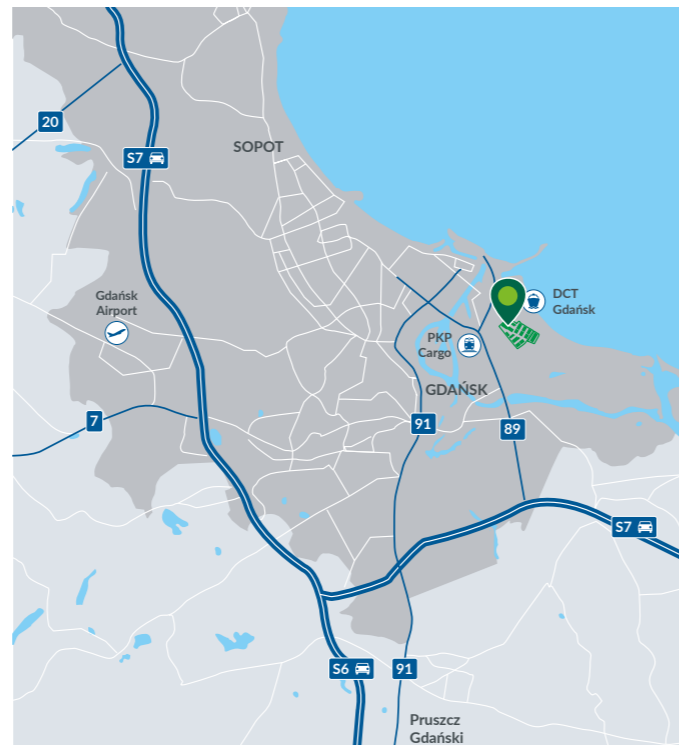 20
SOPOT
S7
Gdańsk
Airport
DCT
Gdańsk
PKP
Cargo
GDAŃSK
7
91
89
S7
S6
91
Pruszcz
Gdański